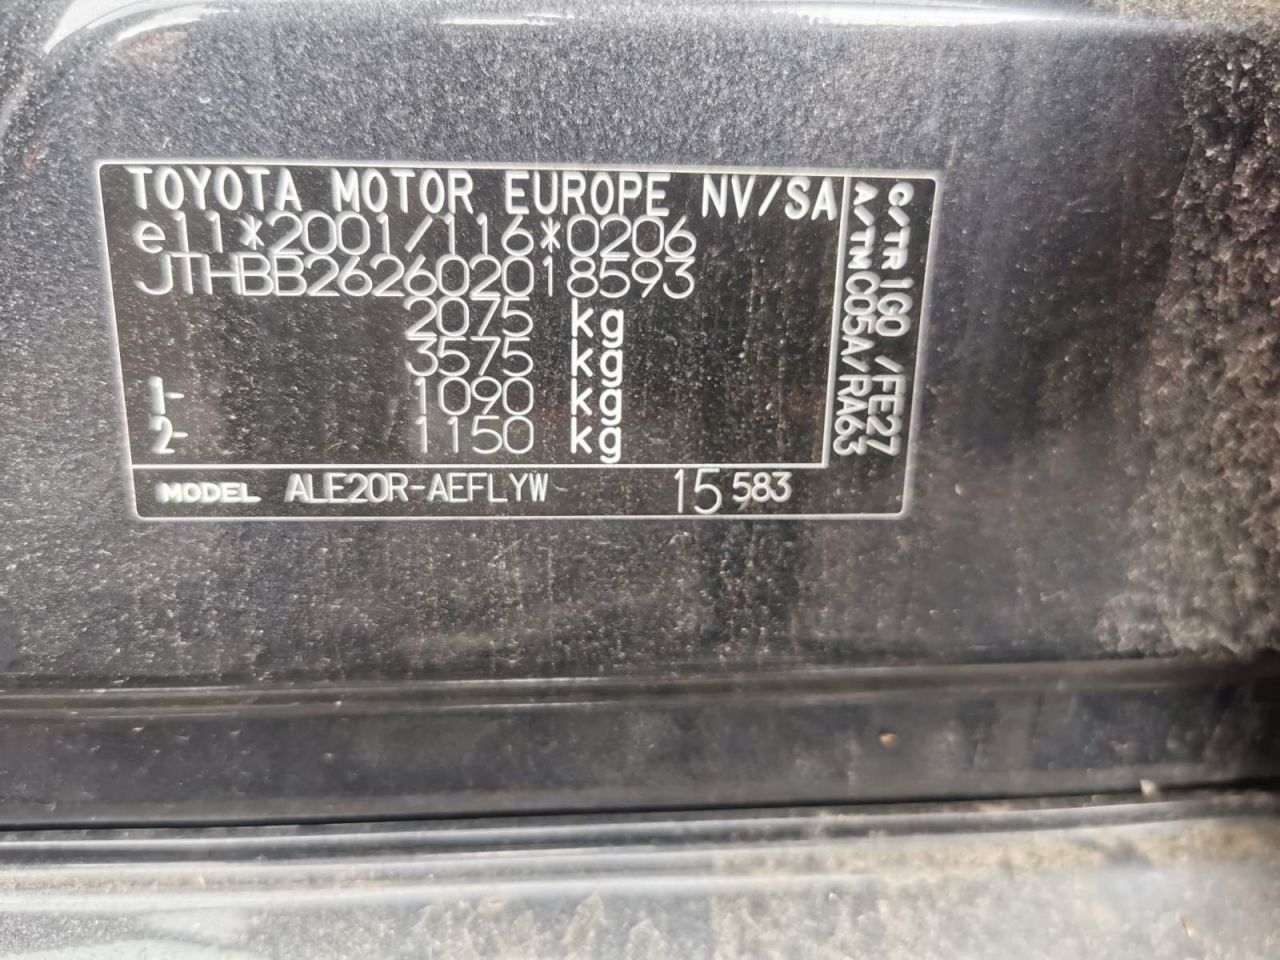 TOYOTA MOTOR EUROPE NV/SA
e11*2001/116*0206
JTHBB262602018593
2075 kg
3575 kg
1- 1090 kg
2- 1150 kg
MODEL ALE20R-AEFLYW 15 583
C/TR 1G0 /FE27
A/TM C05A/RA63